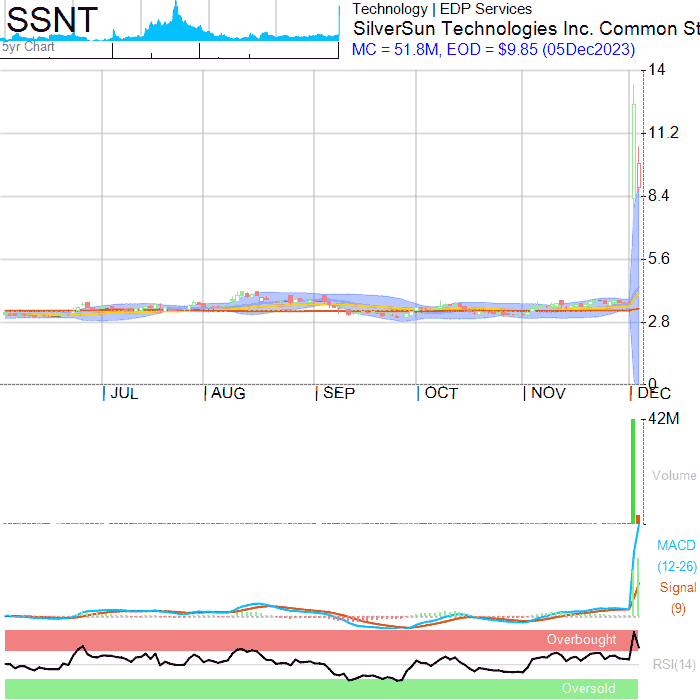 SSNT
5yr Chart
Technology | EDP Services
SilverSun Technologies Inc. Common St
MC = 51.8M, EOD = $9.85 (05Dec2023)
14
11.2
8.4
5.6
2.8
0
JUL AUG SEP OCT NOV DEC
42M
Volume
MACD
(12-26)
Signal
(9)
Overbought
RSI(14)
Oversold